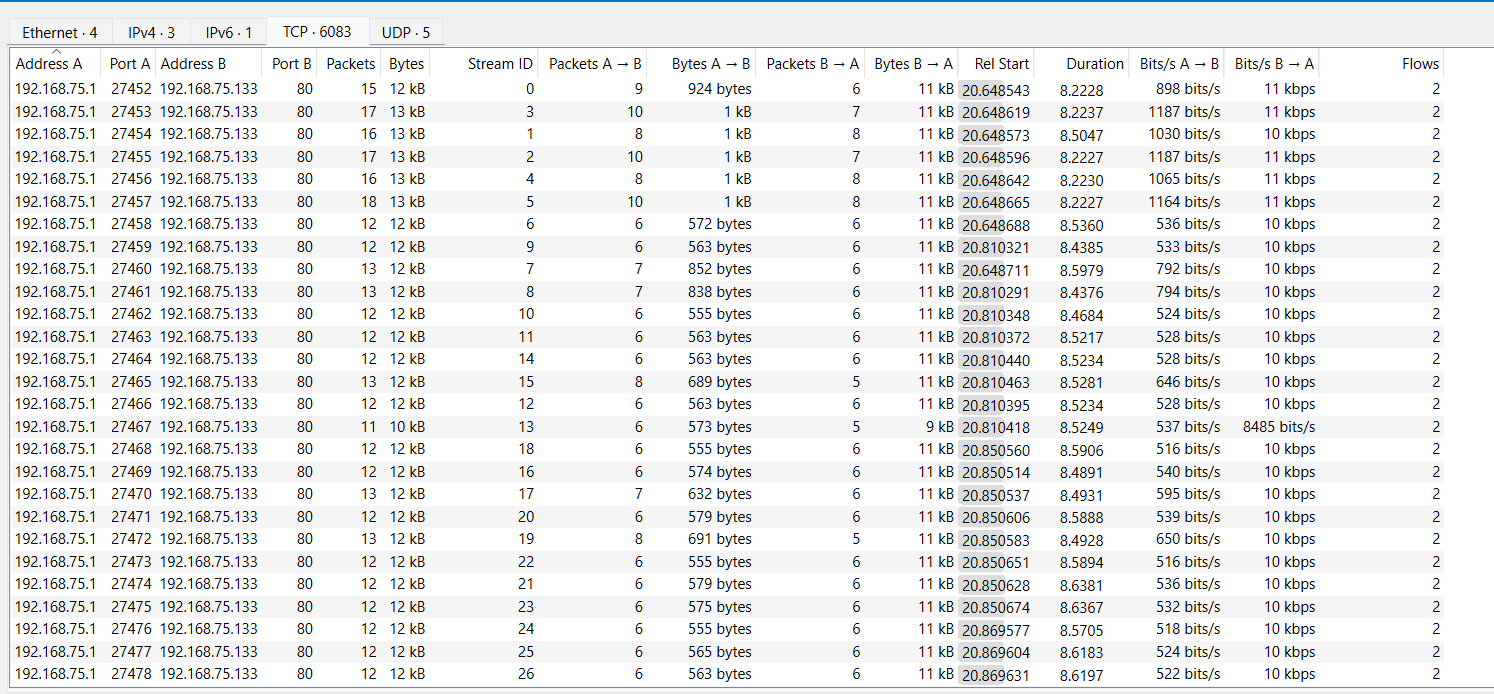 Ethernet · 4 IPv4 · 3 IPv6 · 1 TCP · 6083 UDP · 5
Address A Port A Address B Port B Packets Bytes Stream ID Packets A → B Bytes A → B Packets B → A Bytes B → A Rel Start Duration Bits/s A → B Bits/s B → A Flows
192.168.75.1 27452 192.168.75.133 80 15 12 kB 0 9 924 bytes 6 11 kB 20.648543 8.2228 898 bits/s 11 kbps 2
192.168.75.1 27453 192.168.75.133 80 17 13 kB 3 10 1 kB 7 11 kB 20.648619 8.2237 1187 bits/s 11 kbps 2
192.168.75.1 27454 192.168.75.133 80 16 13 kB 1 8 1 kB 8 11 kB 20.648573 8.5047 1030 bits/s 10 kbps 2
192.168.75.1 27455 192.168.75.133 80 17 13 kB 2 10 1 kB 7 11 kB 20.648596 8.2227 1187 bits/s 11 kbps 2
192.168.75.1 27456 192.168.75.133 80 16 13 kB 4 8 1 kB 8 11 kB 20.648642 8.2230 1065 bits/s 11 kbps 2
192.168.75.1 27457 192.168.75.133 80 18 13 kB 5 10 1 kB 8 11 kB 20.648665 8.2227 1164 bits/s 11 kbps 2
192.168.75.1 27458 192.168.75.133 80 12 12 kB 6 6 572 bytes 6 11 kB 20.648688 8.5360 536 bits/s 10 kbps 2
192.168.75.1 27459 192.168.75.133 80 12 12 kB 9 6 563 bytes 6 11 kB 20.810321 8.4385 533 bits/s 10 kbps 2
192.168.75.1 27460 192.168.75.133 80 13 12 kB 7 7 852 bytes 6 11 kB 20.648711 8.5979 792 bits/s 10 kbps 2
192.168.75.1 27461 192.168.75.133 80 13 12 kB 8 7 838 bytes 6 11 kB 20.810291 8.4376 794 bits/s 10 kbps 2
192.168.75.1 27462 192.168.75.133 80 12 12 kB 10 6 555 bytes 6 11 kB 20.810348 8.4684 524 bits/s 10 kbps 2
192.168.75.1 27463 192.168.75.133 80 12 12 kB 11 6 563 bytes 6 11 kB 20.810372 8.5217 528 bits/s 10 kbps 2
192.168.75.1 27464 192.168.75.133 80 12 12 kB 14 6 563 bytes 6 11 kB 20.810440 8.5234 528 bits/s 10 kbps 2
192.168.75.1 27465 192.168.75.133 80 13 12 kB 15 8 689 bytes 5 11 kB 20.810463 8.5281 646 bits/s 10 kbps 2
192.168.75.1 27466 192.168.75.133 80 12 12 kB 12 6 563 bytes 6 11 kB 20.810395 8.5234 528 bits/s 10 kbps 2
192.168.75.1 27467 192.168.75.133 80 11 10 kB 13 6 573 bytes 5 9 kB 20.810418 8.5249 537 bits/s 8485 bits/s 2
192.168.75.1 27468 192.168.75.133 80 12 12 kB 18 6 555 bytes 6 11 kB 20.850560 8.5906 516 bits/s 10 kbps 2
192.168.75.1 27469 192.168.75.133 80 12 12 kB 16 6 574 bytes 6 11 kB 20.850514 8.4891 540 bits/s 10 kbps 2
192.168.75.1 27470 192.168.75.133 80 13 12 kB 17 7 632 bytes 6 11 kB 20.850537 8.4931 595 bits/s 10 kbps 2
192.168.75.1 27471 192.168.75.133 80 12 12 kB 20 6 579 bytes 6 11 kB 20.850606 8.5888 539 bits/s 10 kbps 2
192.168.75.1 27472 192.168.75.133 80 13 12 kB 19 8 691 bytes 5 11 kB 20.850583 8.4928 650 bits/s 10 kbps 2
192.168.75.1 27473 192.168.75.133 80 12 12 kB 22 6 555 bytes 6 11 kB 20.850651 8.5894 516 bits/s 10 kbps 2
192.168.75.1 27474 192.168.75.133 80 12 12 kB 21 6 579 bytes 6 11 kB 20.850628 8.6381 536 bits/s 10 kbps 2
192.168.75.1 27475 192.168.75.133 80 12 12 kB 23 6 575 bytes 6 11 kB 20.850674 8.6367 532 bits/s 10 kbps 2
192.168.75.1 27476 192.168.75.133 80 12 12 kB 24 6 555 bytes 6 11 kB 20.869577 8.5705 518 bits/s 10 kbps 2
192.168.75.1 27477 192.168.75.133 80 12 12 kB 25 6 565 bytes 6 11 kB 20.869604 8.6183 524 bits/s 10 kbps 2
192.168.75.1 27478 192.168.75.133 80 12 12 kB 26 6 563 bytes 6 11 kB 20.869631 8.6197 522 bits/s 10 kbps 2